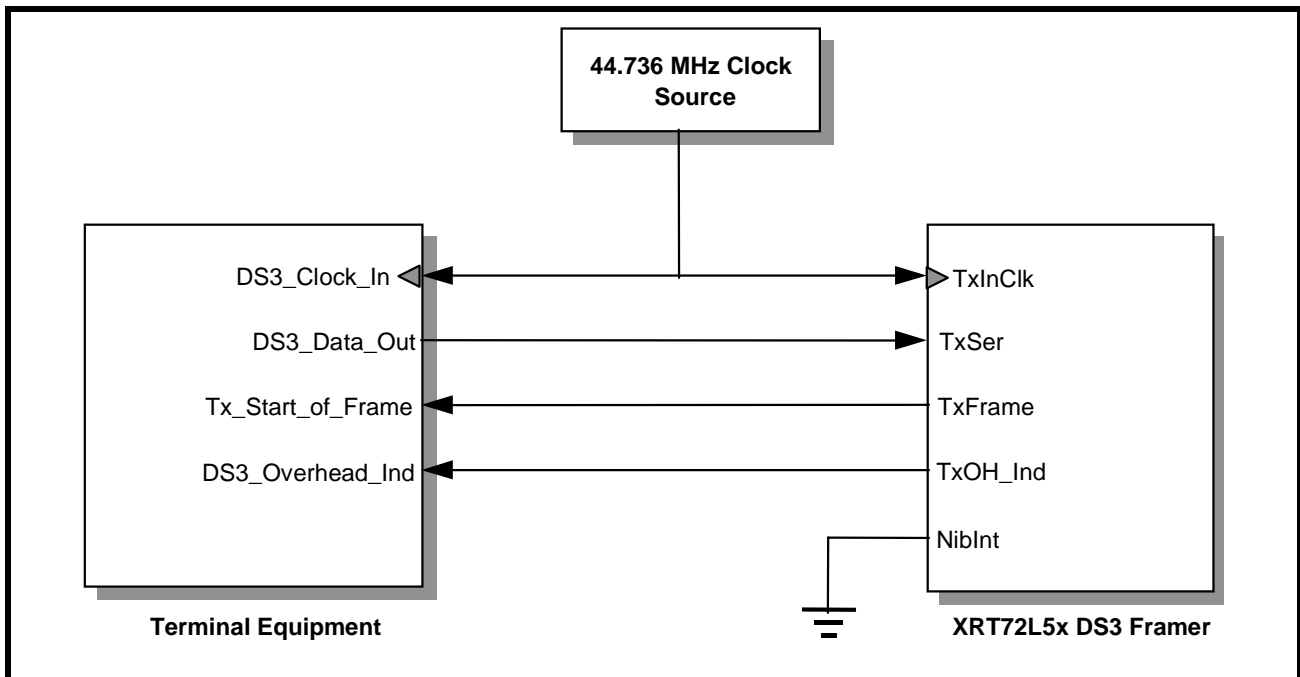 44.736 MHz Clock
Source
DS3_Clock_In
TxInClk
DS3_Data_Out
TxSer
Tx_Start_of_Frame
TxFrame
DS3_Overhead_Ind
TxOH_Ind
NibInt
Terminal Equipment
XRT72L5x DS3 Framer